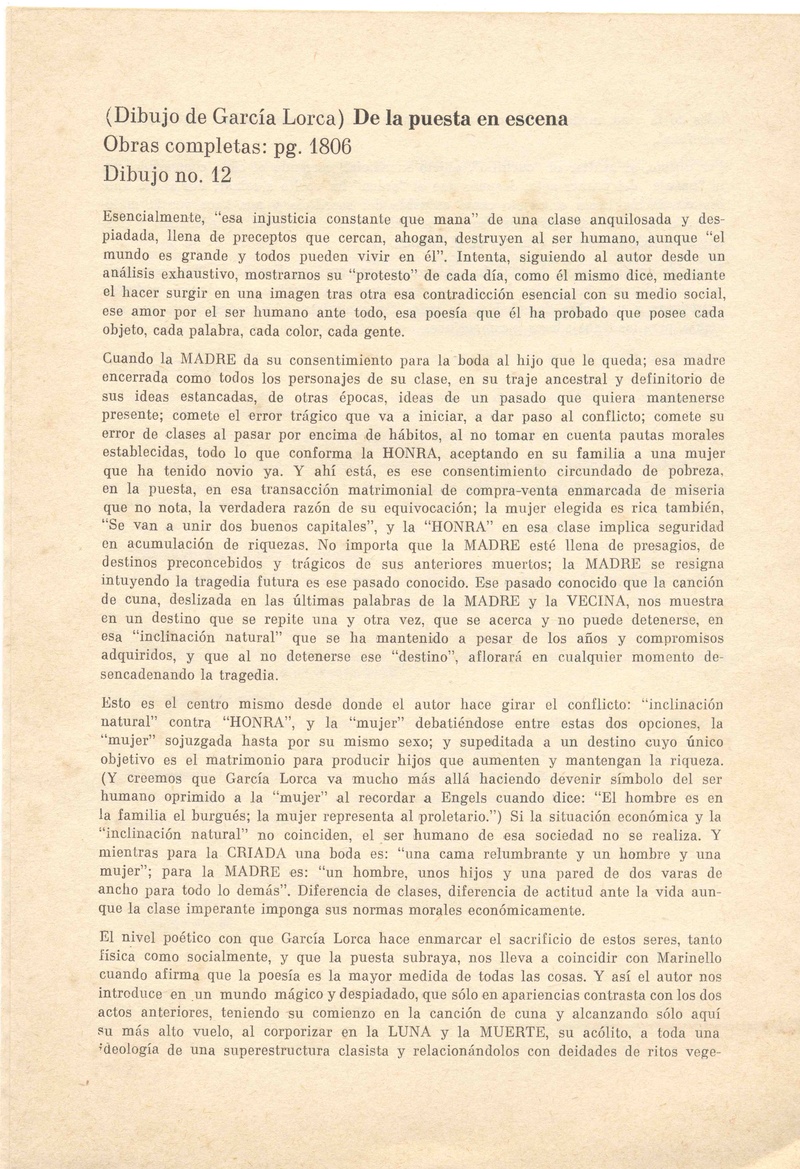 (Dibujo de García Lorca) De la puesta en escena
Obras completas: pg. 1806
Dibujo no. 12
Esencialmente, “esa injusticia constante que mana” de una clase anquilosada y des-
piadada, llena de preceptos que cercan, ahogan, destruyen al ser humano, aunque “el
mundo es grande y todos pueden vivir en él”. Intenta, siguiendo al autor desde un
análisis exhaustivo, mostrarnos su “protesto” de cada día, como él mismo dice, mediante
el hacer surgir en una imagen tras otra esa contradicción esencial con su medio social,
ese amor por el ser humano ante todo, esa poesía que él ha probado que posee cada
objeto, cada palabra, cada color, cada gente.
Cuando la MADRE da su consentimiento para la boda al hijo que le queda; esa madre
encerrada como todos los personajes de su clase, en su traje ancestral y definitorio de
sus ideas estancadas, de otras épocas, ideas de un pasado que quiera mantenerse
presente; comete el error trágico que va a iniciar, a dar paso al conflicto; comete su
error de clases al pasar por encima de hábitos, al no tomar en cuenta pautas morales
establecidas, todo lo que conforma la HONRA, aceptando en su familia a una mujer
que ha tenido novio ya. Y ahí está, es ese consentimiento circundado de pobreza,
en la puesta, en esa transacción matrimonial de compra-venta enmarcada de miseria
que no nota, la verdadera razón de su equivocación; la mujer elegida es rica también,
“Se van a unir dos buenos capitales”, y la “HONRA” en esa clase implica seguridad
en acumulación de riquezas. No importa que la MADRE esté llena de presagios, de
destinos preconcebidos y trágicos de sus anteriores muertos; la MADRE se resigna
intuyendo la tragedia futura es ese pasado conocido. Ese pasado conocido que la canción
de cuna, deslizada en las últimas palabras de la MADRE y la VECINA, nos muestra
en un destino que se repite una y otra vez, que se acerca y no puede detenerse, en
esa “inclinación natural” que se ha mantenido a pesar de los años y compromisos
adquiridos, y que al no detenerse ese “destino”, aflorará en cualquier momento de-
sencadenando la tragedia.
Esto es el centro mismo desde donde el autor hace girar el conflicto: “inclinación
natural” contra “HONRA”, y la “mujer” debatiéndose entre estas dos opciones, la
“mujer” sojuzgada hasta por su mismo sexo; y supeditada a un destino cuyo único
objetivo es el matrimonio para producir hijos que aumenten y mantengan la riqueza.
(Y creemos que García Lorca va mucho más allá haciendo devenir símbolo del ser
humano oprimido a la “mujer” al recordar a Engels cuando dice: “El hombre es en
la familia el burgués; la mujer representa al proletario.”) Si la situación económica y la
“inclinación natural” no coinciden, el ser humano de esa sociedad no se realiza. Y
mientras para la CRIADA una boda es: “una cama relumbrante y un hombre y una
mujer”; para la MADRE es: “un hombre, unos hijos y una pared de dos varas de
ancho para todo lo demás”. Diferencia de clases, diferencia de actitud ante la vida aun-
que la clase imperante imponga sus normas morales económicamente.
El nivel poético con que García Lorca hace enmarcar el sacrificio de estos seres, tanto
física como socialmente, y que la puesta subraya, nos lleva a coincidir con Marinello
cuando afirma que la poesía es la mayor medida de todas las cosas. Y así el autor nos
introduce en un mundo mágico y despiadado, que sólo en apariencias contrasta con los dos
actos anteriores, teniendo su comienzo en la canción de cuna y alcanzando sólo aquí
su más alto vuelo, al corporizar en la LUNA y la MUERTE, su acólito, a toda una
ideología de una superestructura clasista y relacionándolos con deidades de ritos vege-